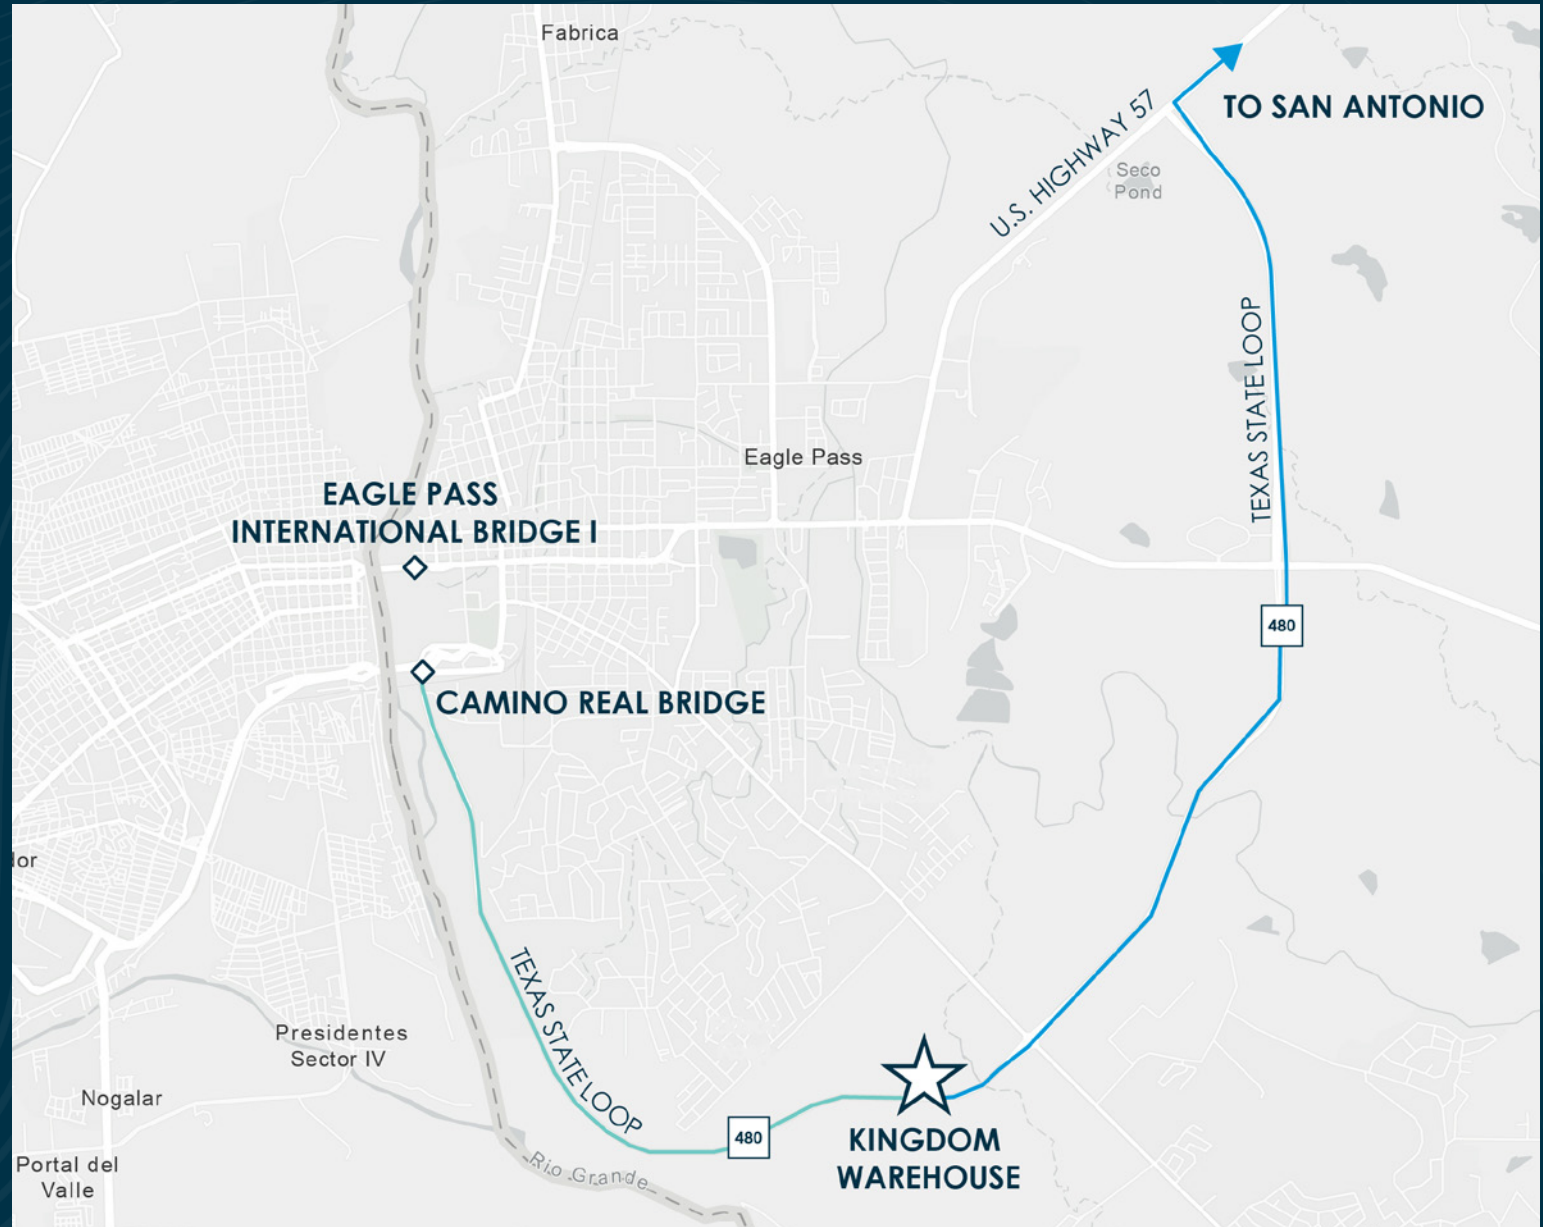 Fabrica
TO SAN ANTONIO
U.S. HIGHWAY 57
Seco
Pond
TEXAS STATE LOOP
Eagle Pass
EAGLE PASS
INTERNATIONAL BRIDGE I
480
CAMINO REAL BRIDGE
TEXAS STATE LOOP
Presidentes
Sector IV
Nogalar
480
KINGDOM
WAREHOUSE
Portal del
Valle
Rio Grande